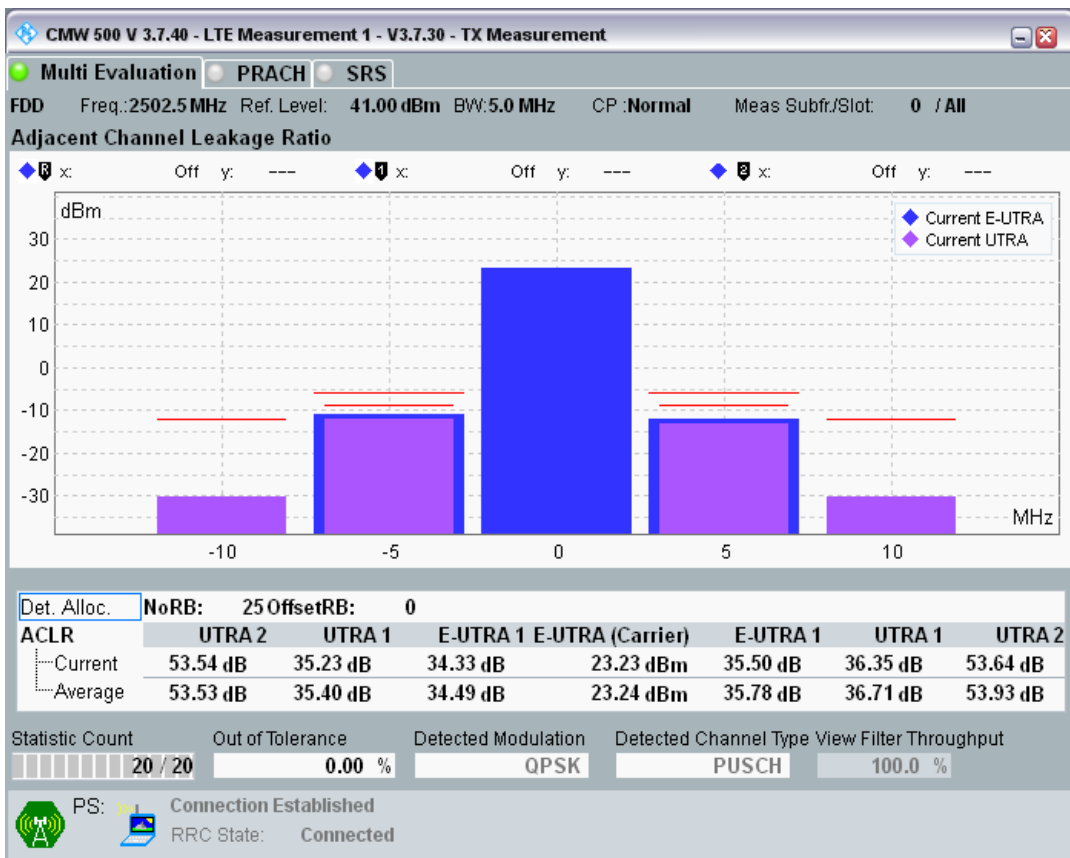 CMW 500 V 3.7.40 - LTE Measurement 1 - V3.7.30 - TX Measurement
Multi Evaluation PRACH SRS
FDD Freq.:2502.5 MHz Ref. Level: 41.00 dBm BW:5.0 MHz CP :Normal Meas Subfr./Slot: 0 / All
Adjacent Channel Leakage Ratio
R x: Off y: --- 1 x: Off y: --- 2 x: Off y: ---
dBm
Current E-UTRA
Current UTRA
30
20
10
0
-10
-20
-30
MHz
-10 -5 0 5 10
Det. Alloc. NoRB: 25 OffsetRB: 0
ACLR UTRA 2 UTRA 1 E-UTRA 1 E-UTRA (Carrier) E-UTRA 1 UTRA 1 UTRA 2
Current 53.54 dB 35.23 dB 34.33 dB 23.23 dBm 35.50 dB 36.35 dB 53.64 dB
Average 53.53 dB 35.40 dB 34.49 dB 23.24 dBm 35.78 dB 36.71 dB 53.93 dB
Statistic Count Out of Tolerance Detected Modulation Detected Channel Type View Filter Throughput
20 / 20 0.00 % QPSK PUSCH 100.0 %
PS: Connection Established
RRC State: Connected